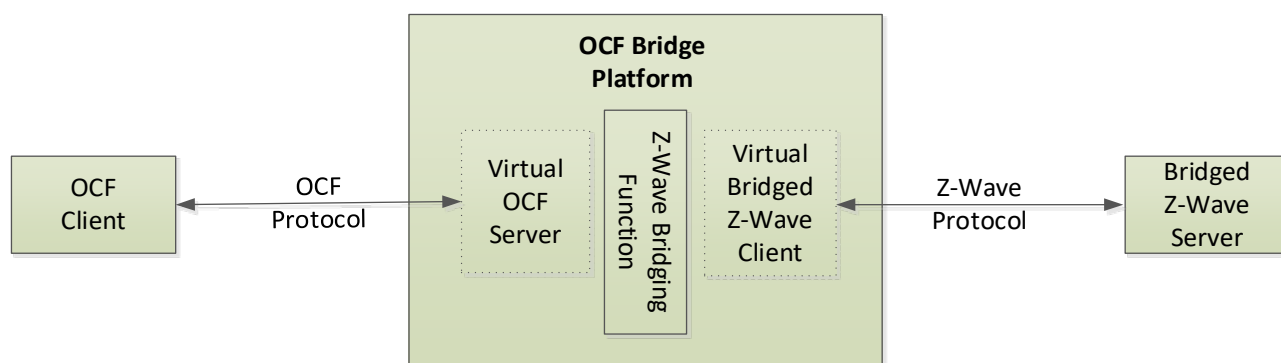 OCF Bridge
Platform
OCF
Client
OCF
Protocol
Virtual
OCF
Server
Z-Wave Bridging
Function
Virtual
Bridged
Z-Wave
Client
Z-Wave
Protocol
Bridged
Z-Wave
Server